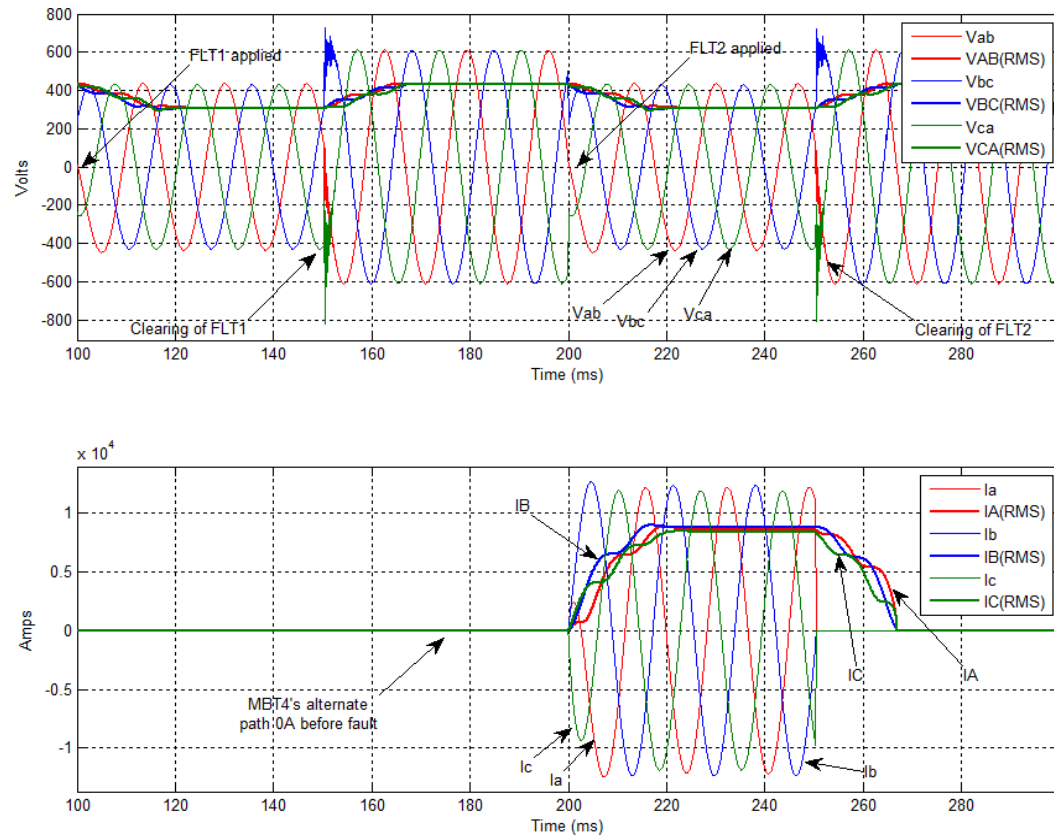 800
600
400
200
0
-200
-400
-600
-800
Volts
FLT1 applied
FLT2 applied
Vab
VAB(RMS)
Vbc
VBC(RMS)
Vca
VCA(RMS)
Clearing of FLT1
Vab
Vbc
Vca
Clearing of FLT2
100
120
140
160
180
200
220
240
260
280
Time (ms)
x 10^4
1
0.5
0
-0.5
-1
Amps
IB
Ia
IA(RMS)
Ib
IB(RMS)
Ic
IC(RMS)
IC
IA
MBT4's alternate
path 0A before fault
Ic
Ia
Ib
100
120
140
160
180
200
220
240
260
280
Time (ms)